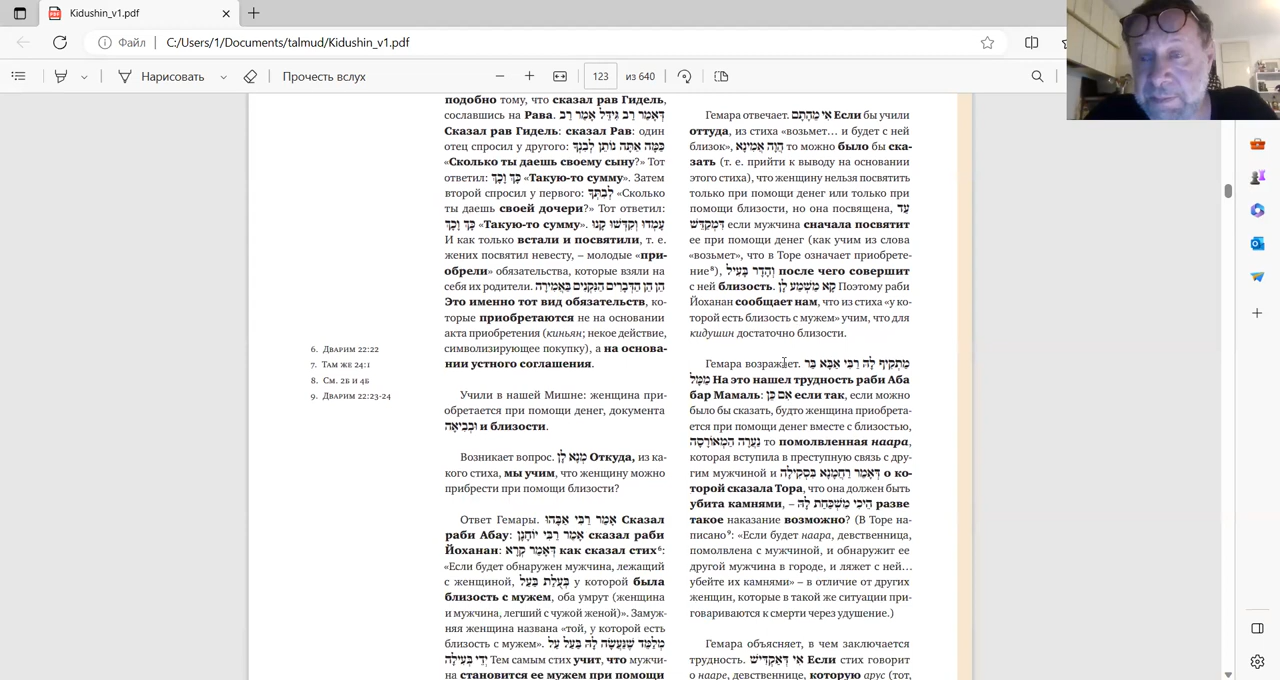 Kidushin_v1.pdf
Файл
C:/Users/1/Documents/talmud/Kidushin_v1.pdf
Нарисовать
Прочесть вслух
123
из 640
подобно тому, что сказал рав Гидель,
сославшись на Рава. דְּאָמַר רַב גִּידֵּל אָמַר רַב
Сказал рав Гидель: сказал Рав: один
отец спросил у другого: כַּמָּה אַתָּה נוֹתֵן לְבִנְךָ
«Сколько ты даешь своему сыну?» Тот
ответил: כָּךְ וָכָךְ «Такую-то сумму». Затем
второй спросил у первого: לְבִתְּךָ «Сколько
ты даешь своей дочери?» Тот ответил:
כָּךְ וָכָךְ «Такую-то сумму». עָמְדוּ וְקִדְּשׁוּ קָנוּ
И как только встали и посвятили, т. е.
жених посвятил невесту, – молодые «при-
обрели» обязательства, которые взяли на
себя их родители. הֵן הֵן הַדְּבָרִים הַנִּקְנִים בַּאֲמִירָה
Это именно тот вид обязательств, ко-
торые приобретаются не на основании
акта приобретения (киньян; некое действие,
символизирующее покупку), а на основа-
нии устного соглашения.
Учили в нашей Мишне: женщина при-
обретается при помощи денег, документа
וּבְבִיאָה и близости.
Возникает вопрос. מְנָא לָן Откуда, из ка-
кого стиха, мы учим, что женщину можно
прибрести при помощи близости?
Ответ Гемары. אָמַר רַבִּי אַבָּהוּ Сказал
раби Абау: אָמַר רַבִּי יוֹחָנָן сказал раби
Йоханан: דְּאָמַר קְרָא как сказал стих⁶:
«Если будет обнаружен мужчина, лежащий
с женщиной, בְּעֻלַת בַּעַל у которой была
близость с мужем, оба умрут (женщина
и мужчина, легший с чужой женой)». Замуж-
няя женщина названа «той, у которой есть
близость с мужем». מְלַמֵּד שֶׁנַּעֲשָׂה לָהּ בַּעַל עַל
יְדֵי בְּעִילָה Тем самым стих учит, что мужчи-
на становится ее мужем при помощи
6. Дварим 22:22
7. Там же 24:1
8. См. 2б и 4б
9. Дварим 22:23-24
Гемара отвечает. אִי מֵהָתָם Если бы учили
оттуда, из стиха «возьмет… и будет с ней
близок», הֲוָה אָמֵינָא то можно было бы ска-
зать (т. е. прийти к выводу на основании
этого стиха), что женщину нельзя посвятить
только при помощи денег или только при
помощи близости, но она посвящена, עַד
דִּמְקַדֵּשׁ если мужчина сначала посвятит
ее при помощи денег (как учим из слова
«возьмет», что в Торе означает приобрете-
ние⁸), וַהֲדַר בָּעֵיל после чего совершит
с ней близость. קָא מַשְׁמַע לָן Поэтому раби
Йоханан сообщает нам, что из стиха «у ко-
торой есть близость с мужем» учим, что для
кидушин достаточно близости.
Гемара возражает. מַתְקִיף לָהּ רַבִּי אַבָּא בַּר
מַמָּל На это нашел трудность раби Аба
бар Мамаль: אִם כֵּן если так, если можно
было бы сказать, будто женщина приобрета-
ется при помощи денег вместе с близостью,
נַעֲרָה הַמְאוֹרָסָה то помолвленная наара,
которая вступила в преступную связь с дру-
гим мужчиной и דְּאָמַר רַחֲמָנָא בִּסְקִילָה о ко-
торой сказала Тора, что она должен быть
убита камнями, – הֵיכִי מַשְׁכַּחַתְּ לָהּ разве
такое наказание возможно? (В Торе на-
писано⁹: «Если будет наара, девственница,
помолвлена с мужчиной, и обнаружит ее
другой мужчина в городе, и ляжет с ней…
убейте их камнями» – в отличие от других
женщин, которые в такой же ситуации при-
говариваются к смерти через удушение.)
Гемара объясняет, в чем заключается
трудность. אִי דְּאַקְדֵּישׁ Если стих говорит
о нааре, девственнице, которую арус (тот,